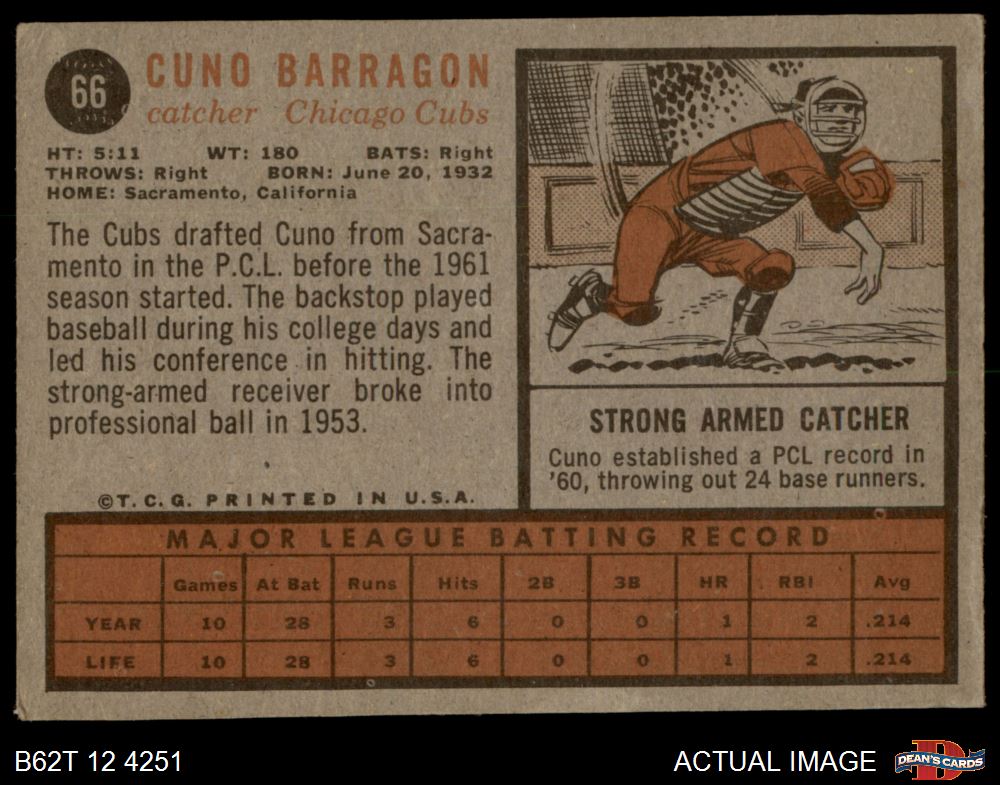 66
CUNO BARRAGON
catcher Chicago Cubs
HT: 5:11 WT: 180 BATS: Right
THROWS: Right BORN: June 20, 1932
HOME: Sacramento, California
The Cubs drafted Cuno from Sacra-
mento in the P.C.L. before the 1961
season started. The backstop played
baseball during his college days and
led his conference in hitting. The
strong-armed receiver broke into
professional ball in 1953.
©T.C.G. PRINTED IN U.S.A.
STRONG ARMED CATCHER
Cuno established a PCL record in
'60, throwing out 24 base runners.
MAJOR LEAGUE BATTING RECORD
Games At Bat Runs Hits 2B 3B HR RBI Avg
YEAR 10 28 3 6 0 0 1 2 .214
LIFE 10 28 3 6 0 0 1 2 .214
B62T 12 4251
ACTUAL IMAGE
D
DEAN'S CARDS